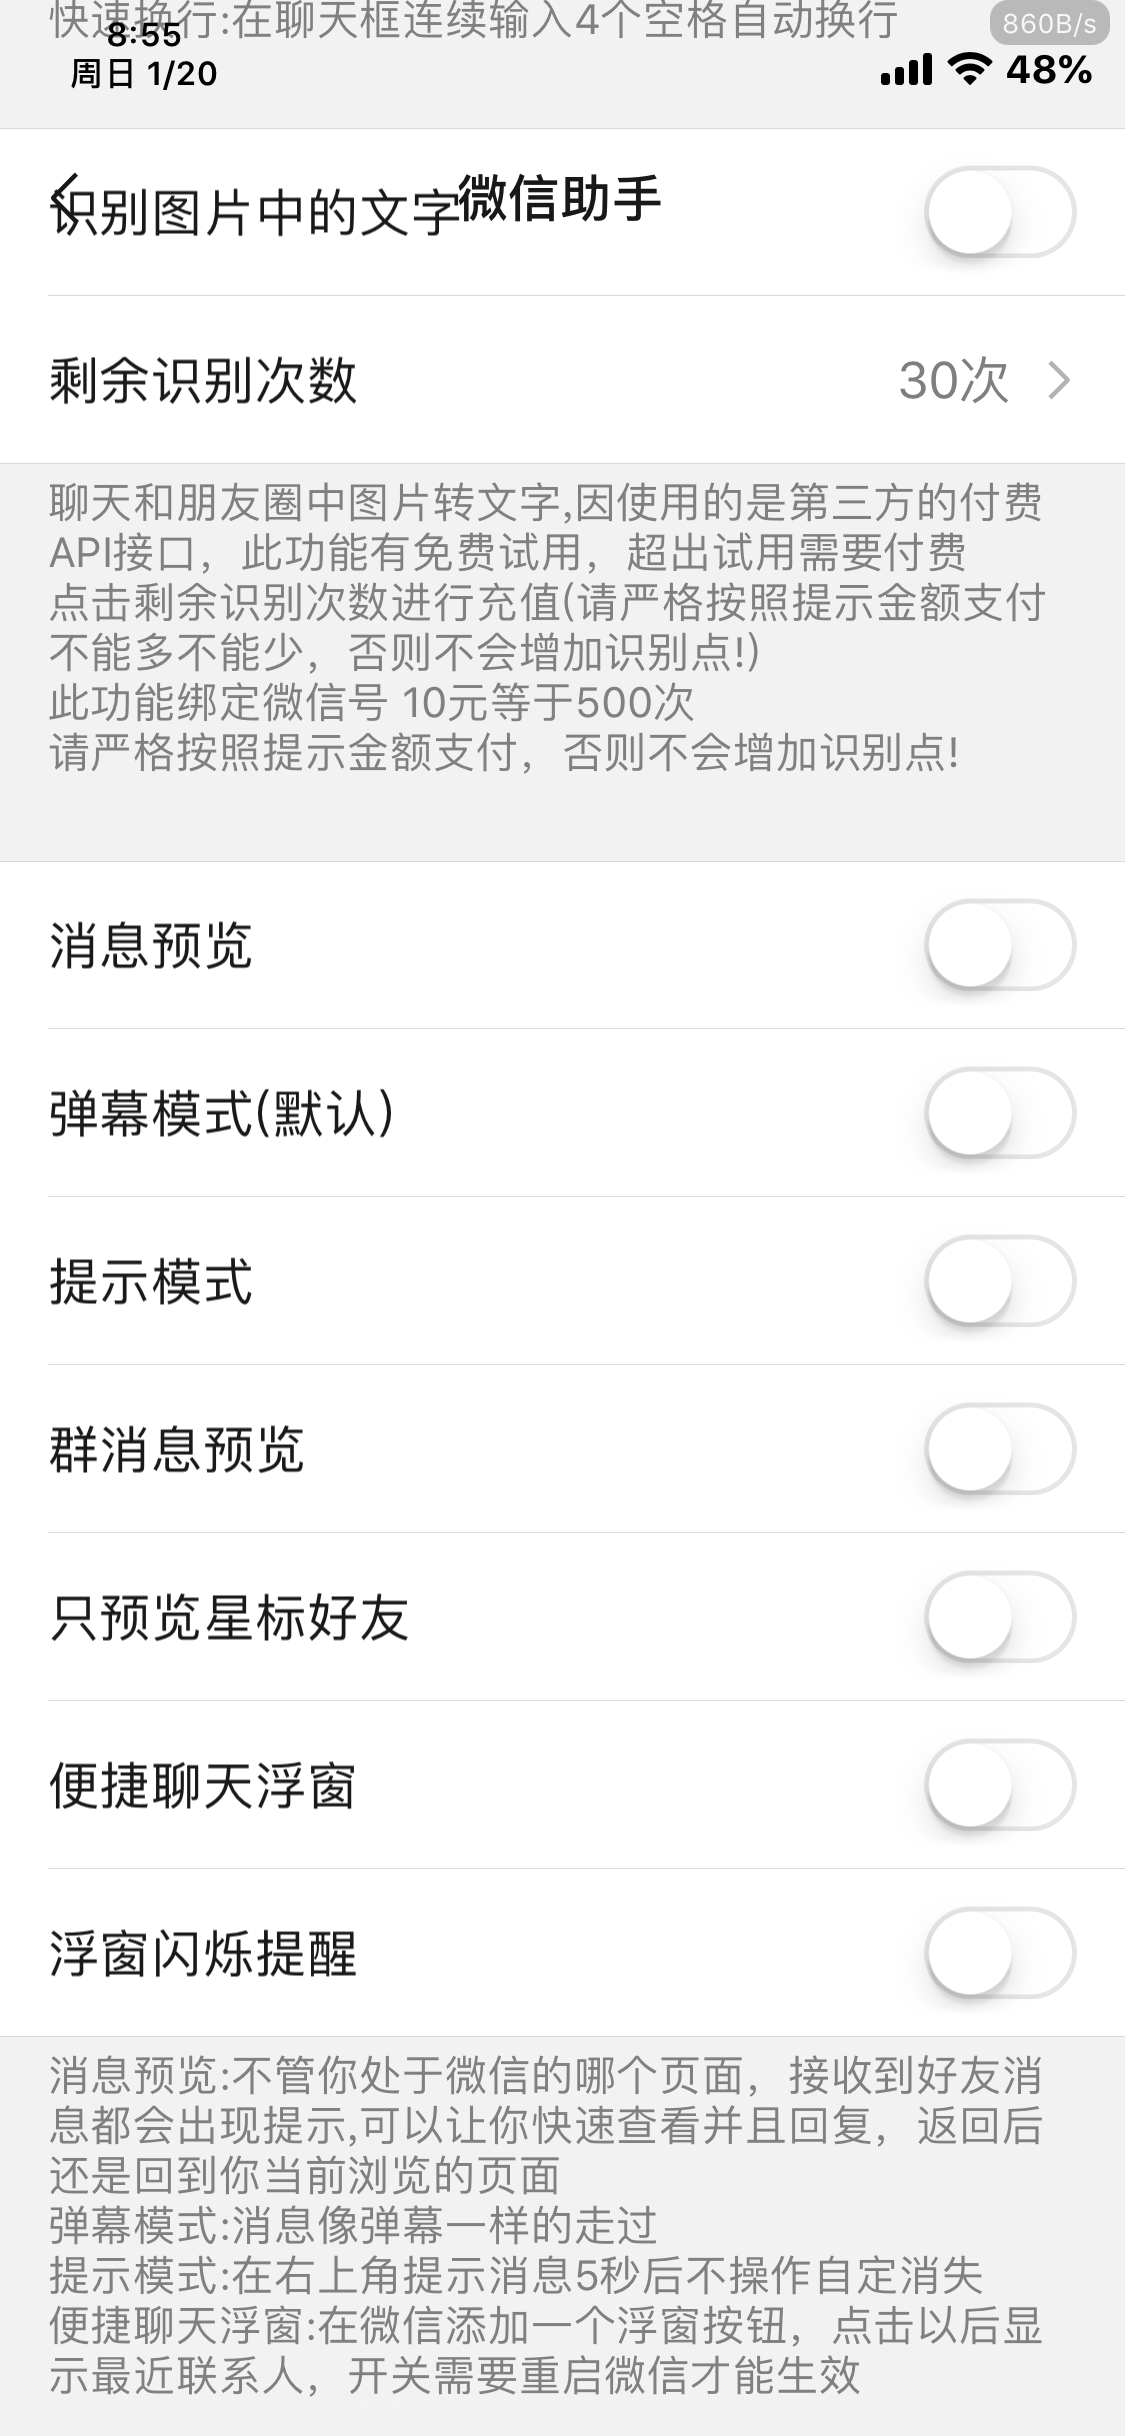 快速换行:在聊天框连续输入4个空格自动换行
860B/s
8:55
周日 1/20
48%
微信助手
识别图片中的文字
剩余识别次数
30次
聊天和朋友圈中图片转文字,因使用的是第三方的付费
API接口，此功能有免费试用，超出试用需要付费
点击剩余识别次数进行充值(请严格按照提示金额支付
不能多不能少，否则不会增加识别点!)
此功能绑定微信号 10元等于500次
请严格按照提示金额支付，否则不会增加识别点!
消息预览
弹幕模式(默认)
提示模式
群消息预览
只预览星标好友
便捷聊天浮窗
浮窗闪烁提醒
消息预览:不管你处于微信的哪个页面，接收到好友消
息都会出现提示,可以让你快速查看并且回复，返回后
还是回到你当前浏览的页面
弹幕模式:消息像弹幕一样的走过
提示模式:在右上角提示消息5秒后不操作自定消失
便捷聊天浮窗:在微信添加一个浮窗按钮，点击以后显
示最近联系人，开关需要重启微信才能生效